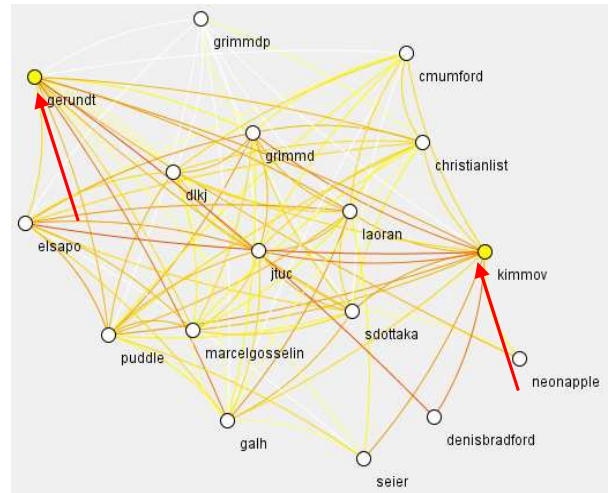 grimmdp
cmumford
gerundt
grimmd
christianlist
dlkj
laoran
elsapo
jtuc
kimmov
sdottaka
puddle
marcelgosselin
neonapple
galh
denisbradford
seier